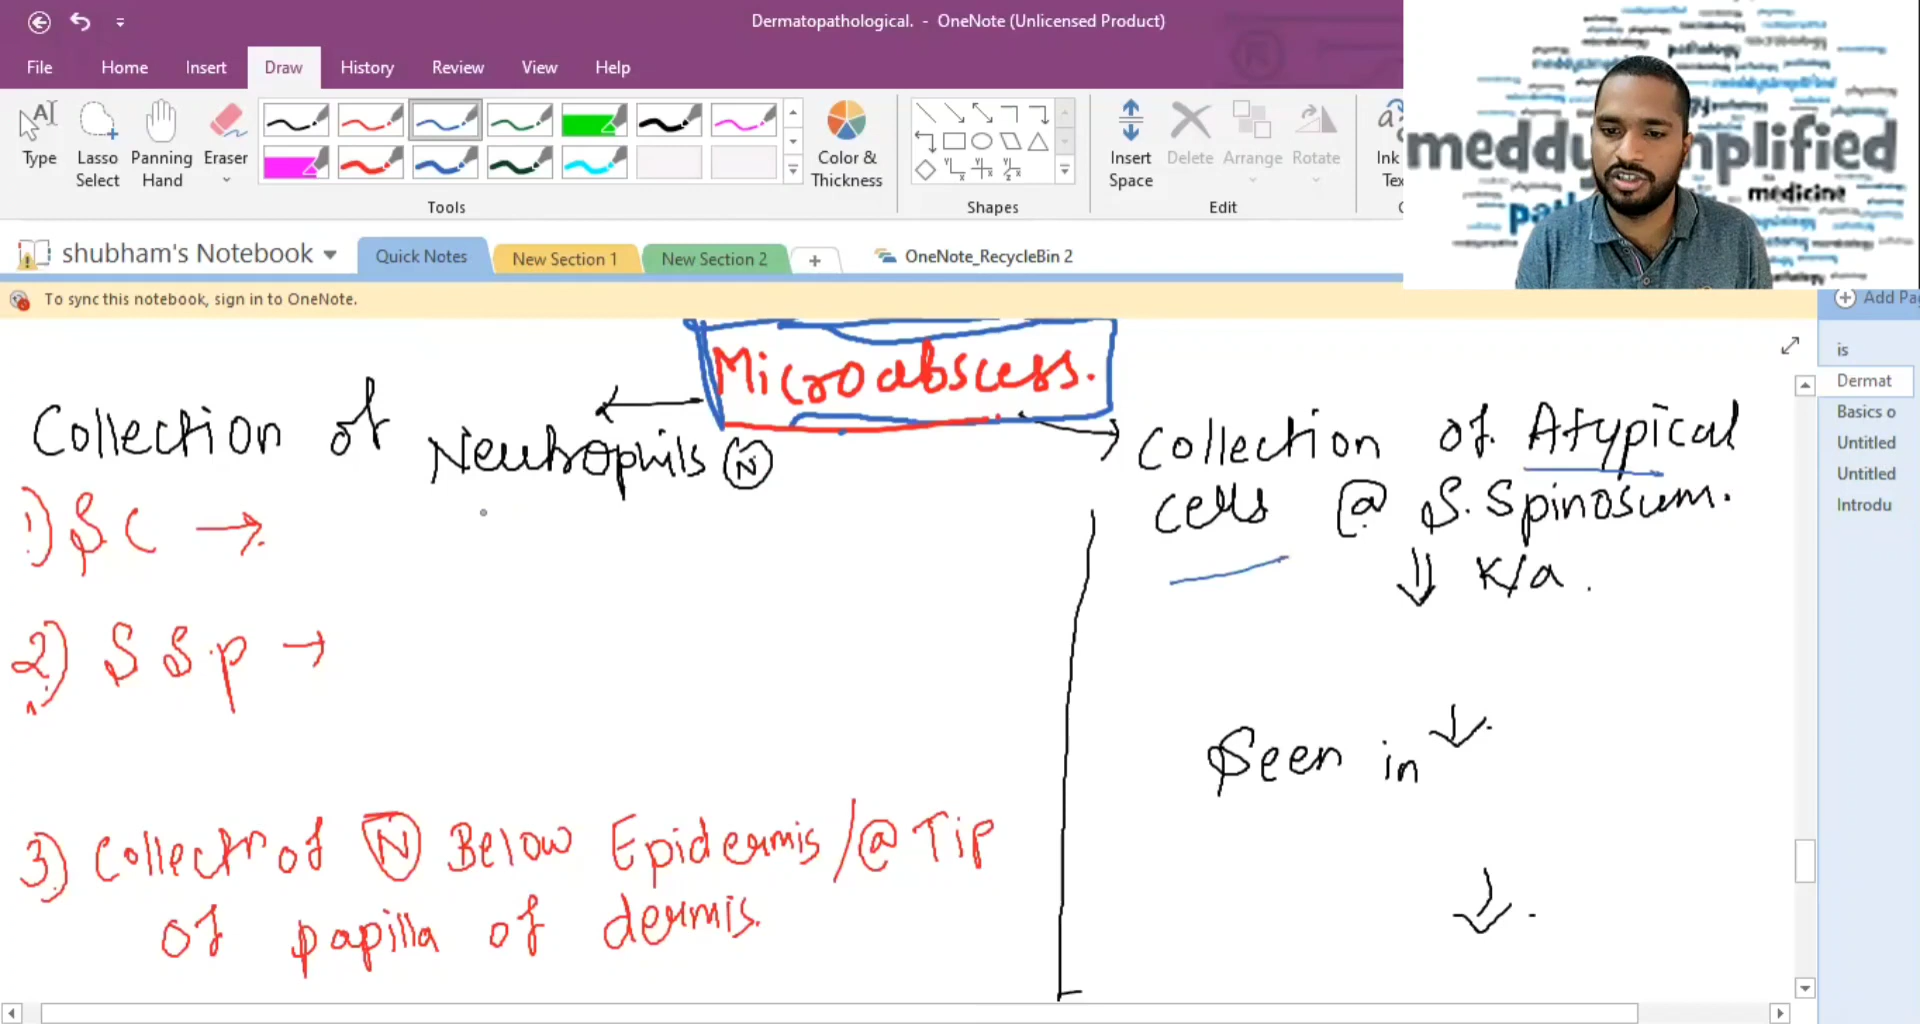 Dermatopathological. - OneNote (Unlicensed Product)
File Home Insert Draw History Review View Help
Type
Lasso Select
Panning Hand
Eraser
Color & Thickness
Insert Space
Delete
Arrange
Rotate
Tools
Shapes
Edit
shubham's Notebook
Quick Notes
New Section 1
New Section 2
OneNote_RecycleBin 2
To sync this notebook, sign in to OneNote.
medicine
Add Pa
is
Dermat
Basics o
Untitled
Untitled
Introdu
Microabscess.
Collection of Neutrophils (N)
1) S C →
2) S S.p →
3) Collectn of (N) Below Epidermis / @ Tip
of papilla of dermis.
Collection of Atypical
cells @ S. Spinosum.
⇓ K/a.
Seen in ↓